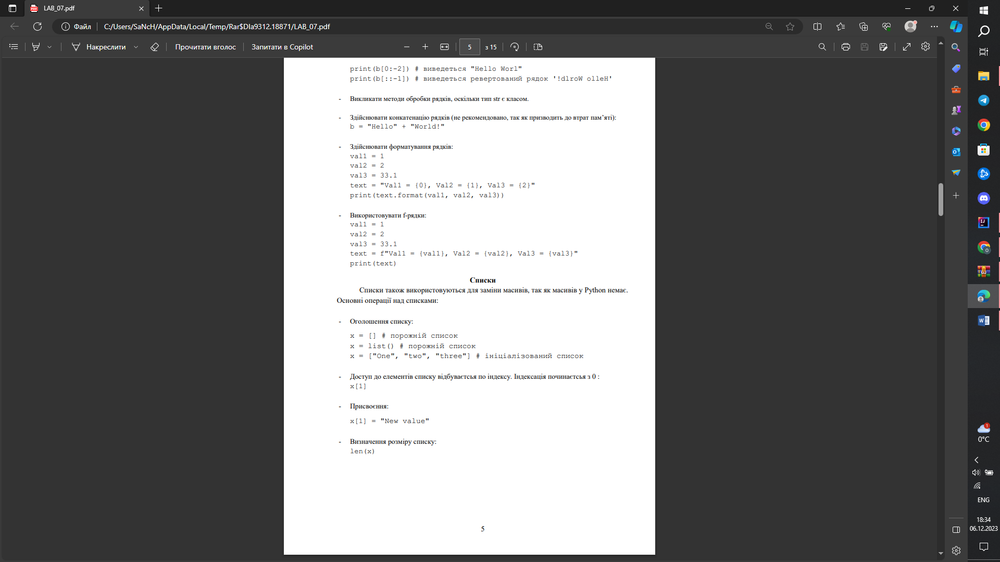 LAB_07.pdf
Файл
C:/Users/SaNcH/AppData/Local/Temp/Rar$DIa9312.18871/LAB_07.pdf
Накреслити
Прочитати вголос
Запитати в Copilot
5
з 15
print(b[0:-2]) # виведеться "Hello Worl"
print(b[::-1]) # виведеться ревертований рядок '!dlroW olleH'
- Викликати методи обробки рядків, оскільки тип str є класом.
- Здійснювати конкатенацію рядків (не рекомендовано, так як призводить до втрат пам’яті):
b = "Hello" + "World!"
- Здійснювати форматування рядків:
val1 = 1
val2 = 2
val3 = 33.1
text = "Val1 = {0}, Val2 = {1}, Val3 = {2}"
print(text.format(val1, val2, val3))
- Використовувати f-рядки:
val1 = 1
val2 = 2
val3 = 33.1
text = f"Val1 = {val1}, Val2 = {val2}, Val3 = {val3}"
print(text)
Списки
Списки також використовуються для заміни масивів, так як масивів у Python немає.
Основні операції над списками:
- Оголошення списку:
x = [] # порожній список
x = list() # порожній список
x = ["One", "two", "three"] # ініціалізований список
- Доступ до елементів списку відбувається по індексу. Індексація починається з 0 :
x[1]
- Присвоєння:
x[1] = "New value"
- Визначення розміру списку:
len(x)
5
1
0°C
ENG
18:34
06.12.2023